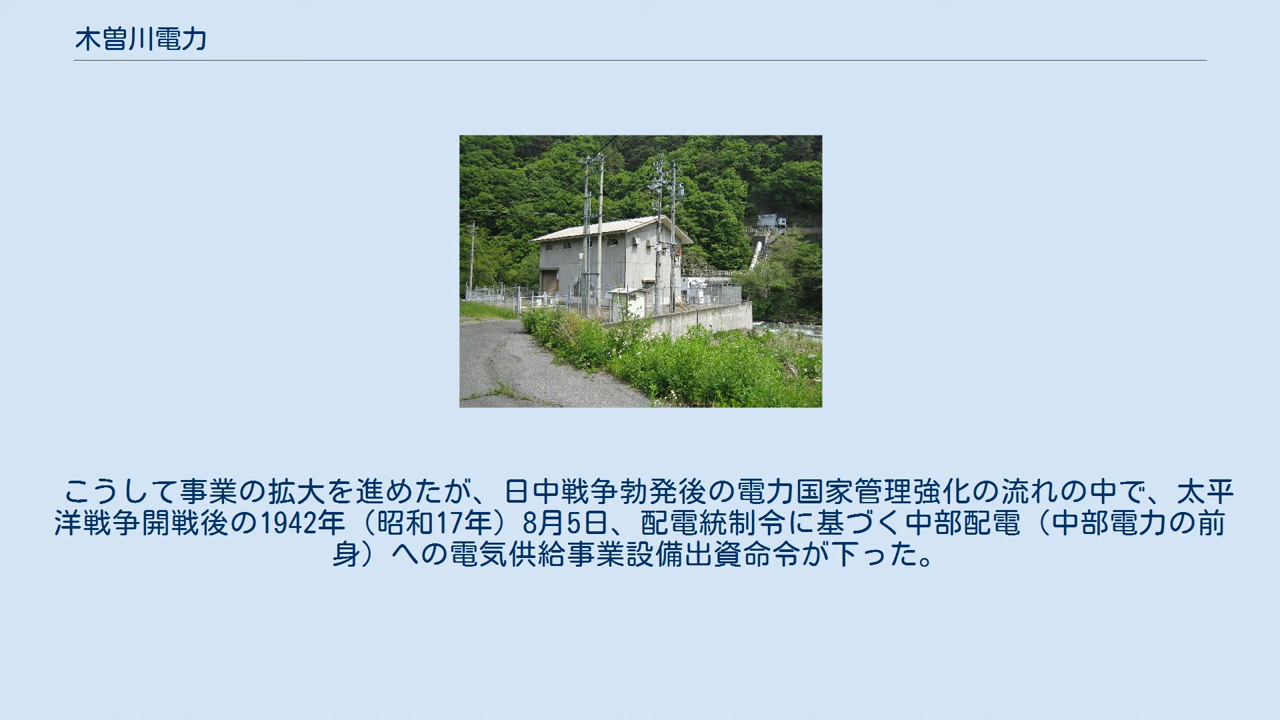 木曽川電力
こうして事業の拡大を進めたが、日中戦争勃発後の電力国家管理強化の流れの中で、太平
洋戦争開戦後の1942年（昭和17年）8月5日、配電統制令に基づく中部配電（中部電力の前
身）への電気供給事業設備出資命令が下った。